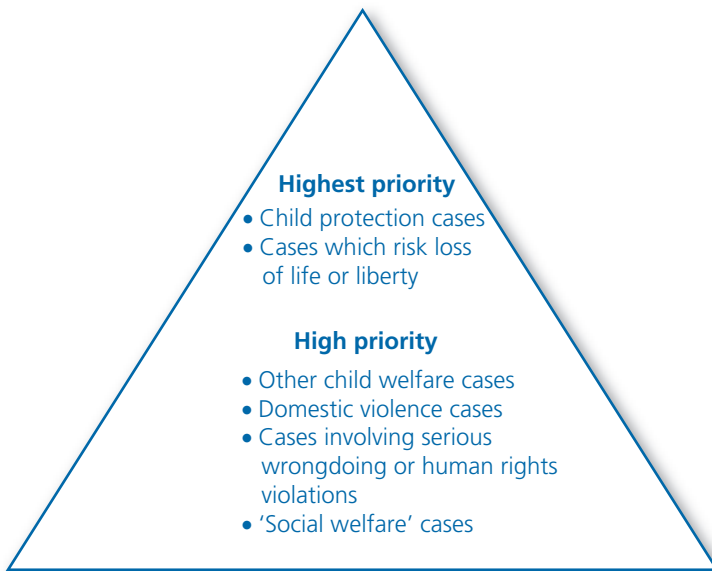 Highest priority
• Child protection cases
• Cases which risk loss
of life or liberty
High priority
• Other child welfare cases
• Domestic violence cases
• Cases involving serious
wrongdoing or human rights
violations
• ‘Social welfare’ cases